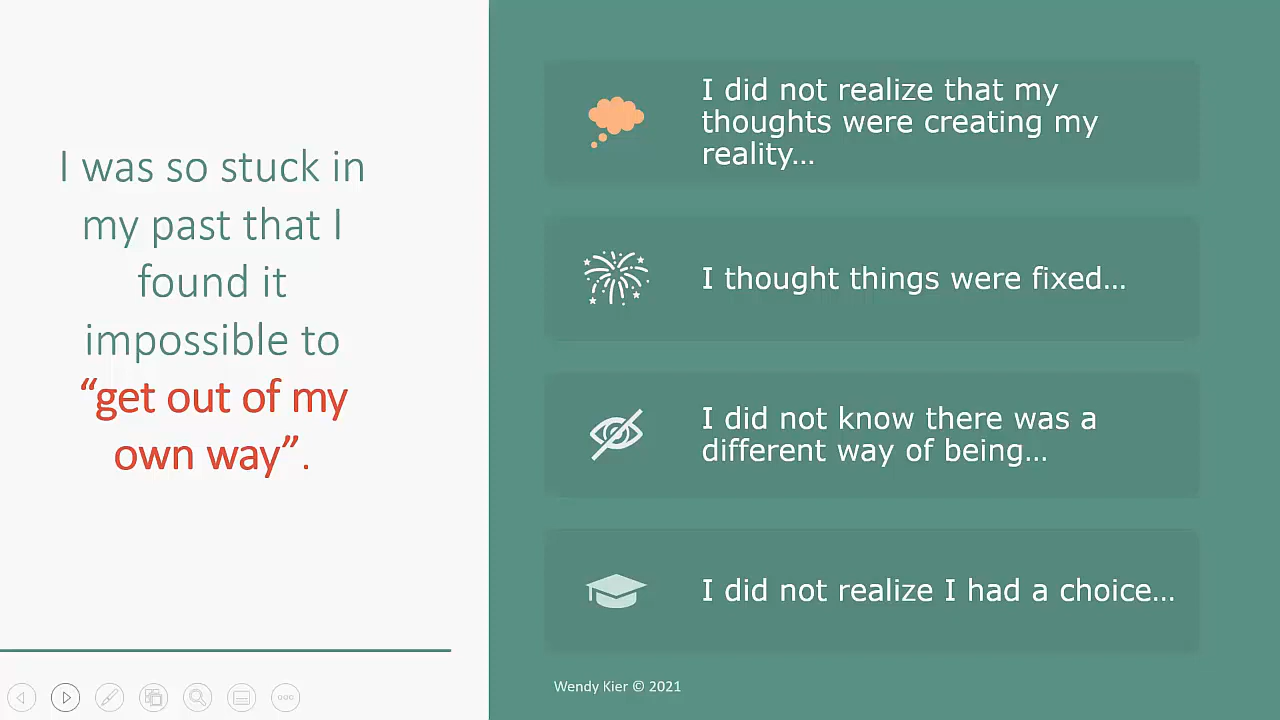 I was so stuck in
my past that I
found it
impossible to
“get out of my
own way”.
I did not realize that my
thoughts were creating my
reality…
I thought things were fixed…
I did not know there was a
different way of being…
I did not realize I had a choice…
Wendy Kier © 2021